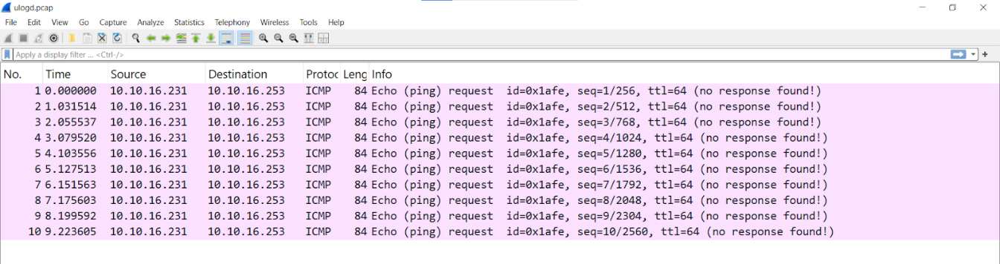 ulogd.pcap
File Edit View Go Capture Analyze Statistics Telephony Wireless Tools Help
Apply a display filter ... <Ctrl-/>
No. Time Source Destination Protoc Leng Info
1 0.000000 10.10.16.231 10.10.16.253 ICMP 84 Echo (ping) request id=0x1afe, seq=1/256, ttl=64 (no response found!)
2 1.031514 10.10.16.231 10.10.16.253 ICMP 84 Echo (ping) request id=0x1afe, seq=2/512, ttl=64 (no response found!)
3 2.055537 10.10.16.231 10.10.16.253 ICMP 84 Echo (ping) request id=0x1afe, seq=3/768, ttl=64 (no response found!)
4 3.079520 10.10.16.231 10.10.16.253 ICMP 84 Echo (ping) request id=0x1afe, seq=4/1024, ttl=64 (no response found!)
5 4.103556 10.10.16.231 10.10.16.253 ICMP 84 Echo (ping) request id=0x1afe, seq=5/1280, ttl=64 (no response found!)
6 5.127513 10.10.16.231 10.10.16.253 ICMP 84 Echo (ping) request id=0x1afe, seq=6/1536, ttl=64 (no response found!)
7 6.151563 10.10.16.231 10.10.16.253 ICMP 84 Echo (ping) request id=0x1afe, seq=7/1792, ttl=64 (no response found!)
8 7.175603 10.10.16.231 10.10.16.253 ICMP 84 Echo (ping) request id=0x1afe, seq=8/2048, ttl=64 (no response found!)
9 8.199592 10.10.16.231 10.10.16.253 ICMP 84 Echo (ping) request id=0x1afe, seq=9/2304, ttl=64 (no response found!)
10 9.223605 10.10.16.231 10.10.16.253 ICMP 84 Echo (ping) request id=0x1afe, seq=10/2560, ttl=64 (no response found!)